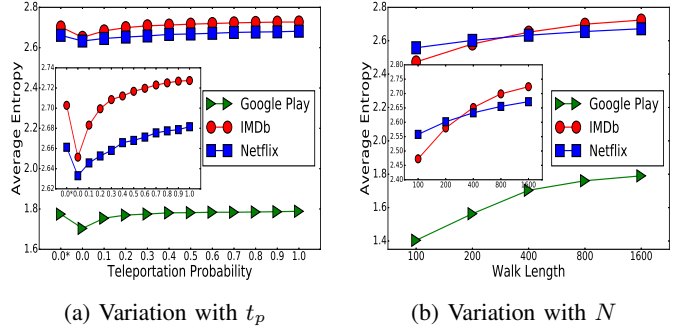 Average Entropy
2.8
2.6
2.4
2.2
2.0
1.8
1.6
2.74
2.72
2.70
2.68
2.66
2.64
2.62
0.0* 0.0 0.1 0.2 0.3 0.4 0.5 0.6 0.7 0.8 0.9 1.0
Google Play
IMDb
Netflix
0.0* 0.0 0.1 0.2 0.3 0.4 0.5 0.6 0.7 0.8 0.9 1.0
Teleportation Probability
(a) Variation with t_p
Average Entropy
2.6
2.4
2.2
2.0
1.8
1.6
1.4
2.80
2.75
2.70
2.65
2.60
2.55
2.50
2.45
2.40
100 200 400 800 1600
Google Play
IMDb
Netflix
100 200 400 800 1600
Walk Length
(b) Variation with N